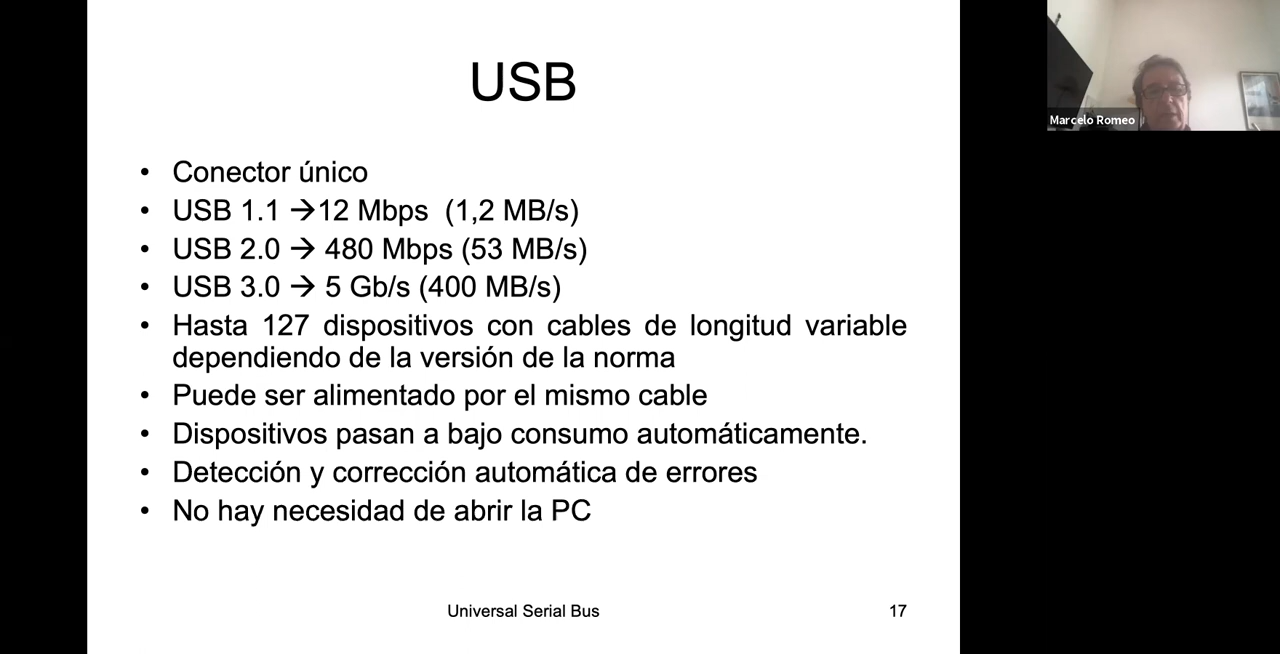 USB
• Conector único
• USB 1.1 →12 Mbps (1,2 MB/s)
• USB 2.0 → 480 Mbps (53 MB/s)
• USB 3.0 → 5 Gb/s (400 MB/s)
• Hasta 127 dispositivos con cables de longitud variable
dependiendo de la versión de la norma
• Puede ser alimentado por el mismo cable
• Dispositivos pasan a bajo consumo automáticamente.
• Detección y corrección automática de errores
• No hay necesidad de abrir la PC
Universal Serial Bus
17
Marcelo Romeo